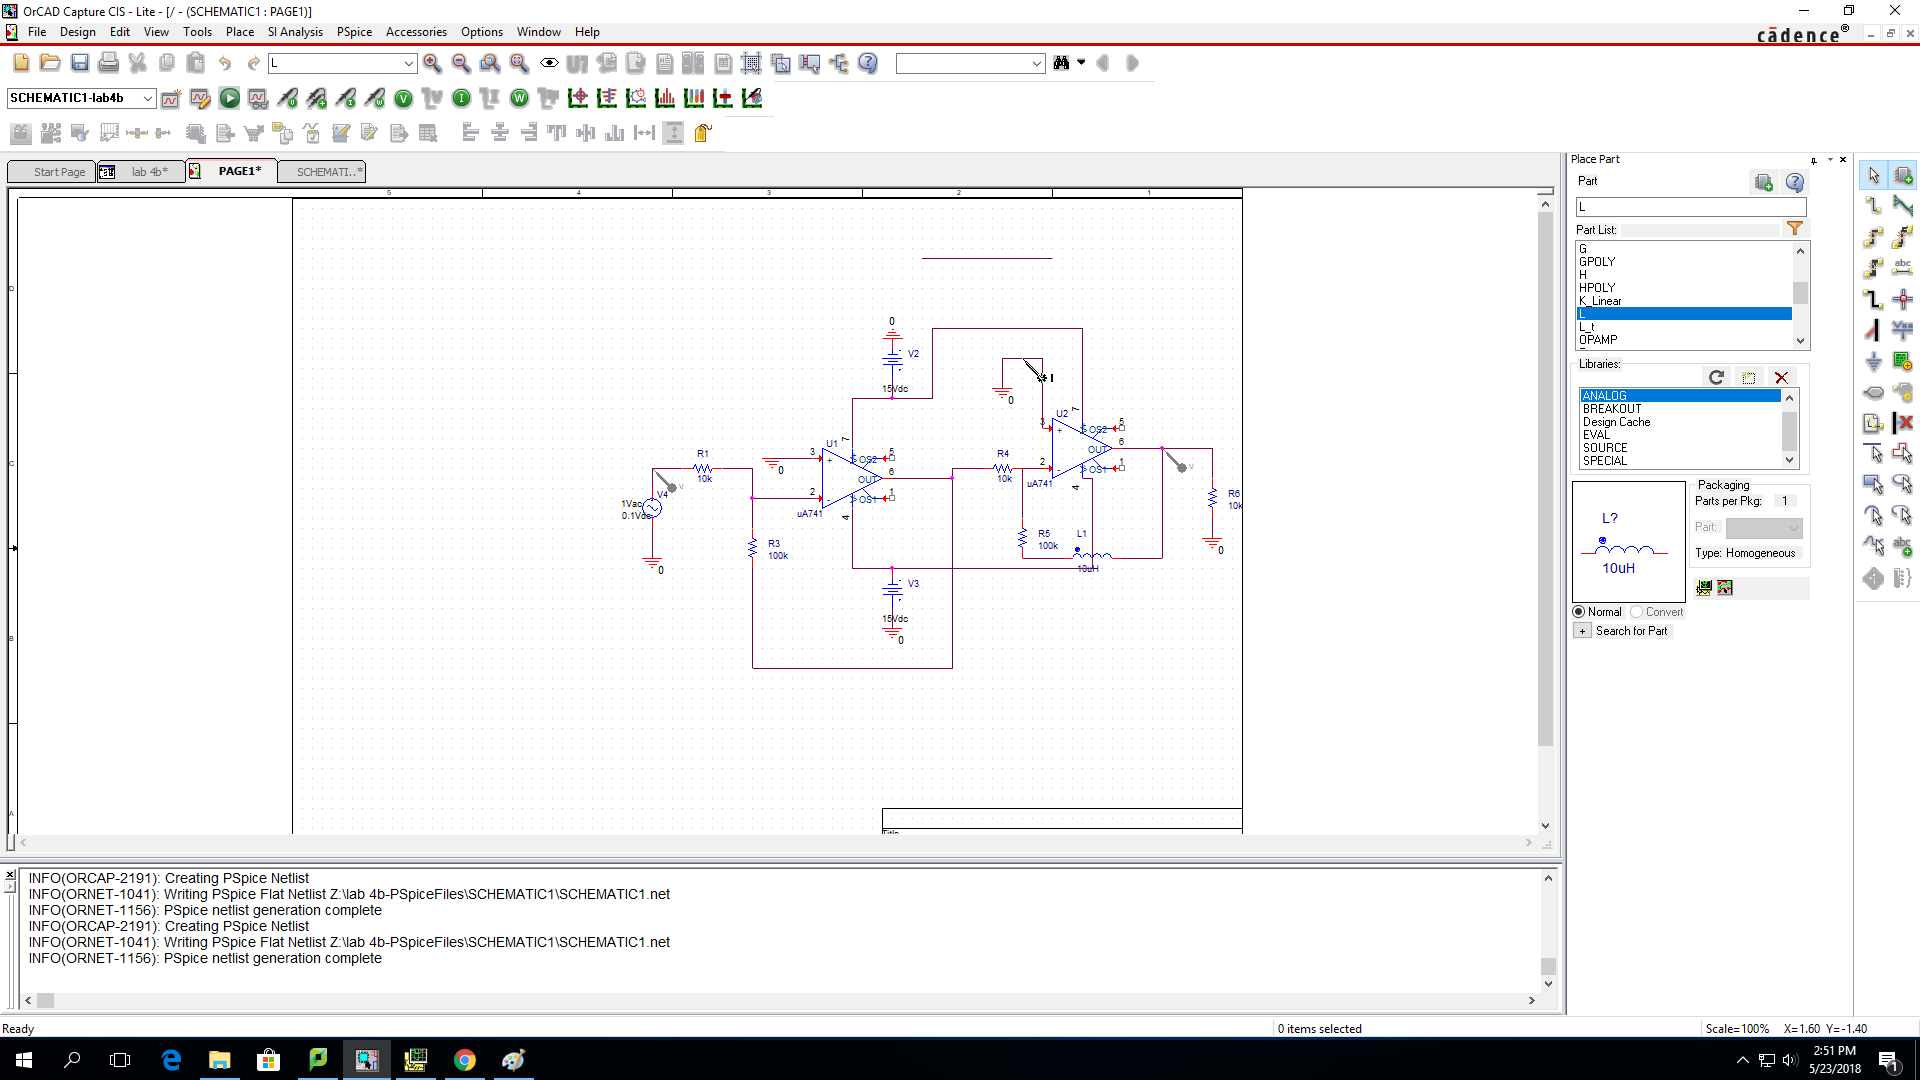 OrCAD Capture CIS - Lite - [/ - (SCHEMATIC1 : PAGE1)]
File Design Edit View Tools Place SI Analysis PSpice Accessories Options Window Help
cādence®
L
SCHEMATIC1-lab4b
Start Page
lab 4b*
PAGE1*
SCHEMATI..*
5 4 3 2 1
D
C
B
A
0
V2
15Vdc
0
I
U2
7
3
+
OS2
5
6
OUT
2
-
OS1
1
4
uA741
U1
7
3
+
OS2
5
6
OUT
2
-
OS1
1
4
uA741
0
R1
10k
R4
10k
V
V
V4
1Vac
0.1Vdc
0
R3
100k
R5
100k
L1
10uH
R6
10k
0
V3
15Vdc
0
Title
Place Part
Part
L
Part List:
G
GPOLY
H
HPOLY
K_Linear
L
L_t
OPAMP
Libraries:
ANALOG
BREAKOUT
Design Cache
EVAL
SOURCE
SPECIAL
L?
10uH
Packaging
Parts per Pkg: 1
Part:
Type: Homogeneous
Normal Convert
+ Search for Part
INFO(ORCAP-2191): Creating PSpice Netlist
INFO(ORNET-1041): Writing PSpice Flat Netlist Z:\lab 4b-PSpiceFiles\SCHEMATIC1\SCHEMATIC1.net
INFO(ORNET-1156): PSpice netlist generation complete
INFO(ORCAP-2191): Creating PSpice Netlist
INFO(ORNET-1041): Writing PSpice Flat Netlist Z:\lab 4b-PSpiceFiles\SCHEMATIC1\SCHEMATIC1.net
INFO(ORNET-1156): PSpice netlist generation complete
Ready
0 items selected
Scale=100% X=1.60 Y=-1.40
2:51 PM
5/23/2018
1